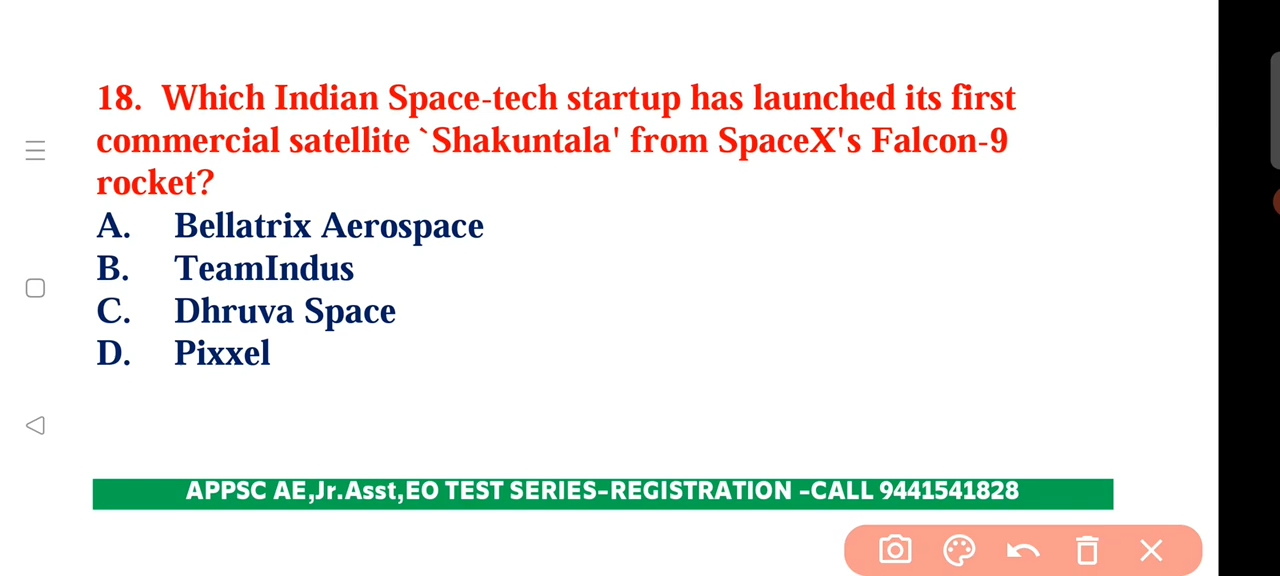 18. Which Indian Space-tech startup has launched its first
commercial satellite `Shakuntala' from SpaceX's Falcon-9
rocket?
A. Bellatrix Aerospace
B. TeamIndus
C. Dhruva Space
D. Pixxel
APPSC AE,Jr.Asst,EO TEST SERIES-REGISTRATION -CALL 9441541828